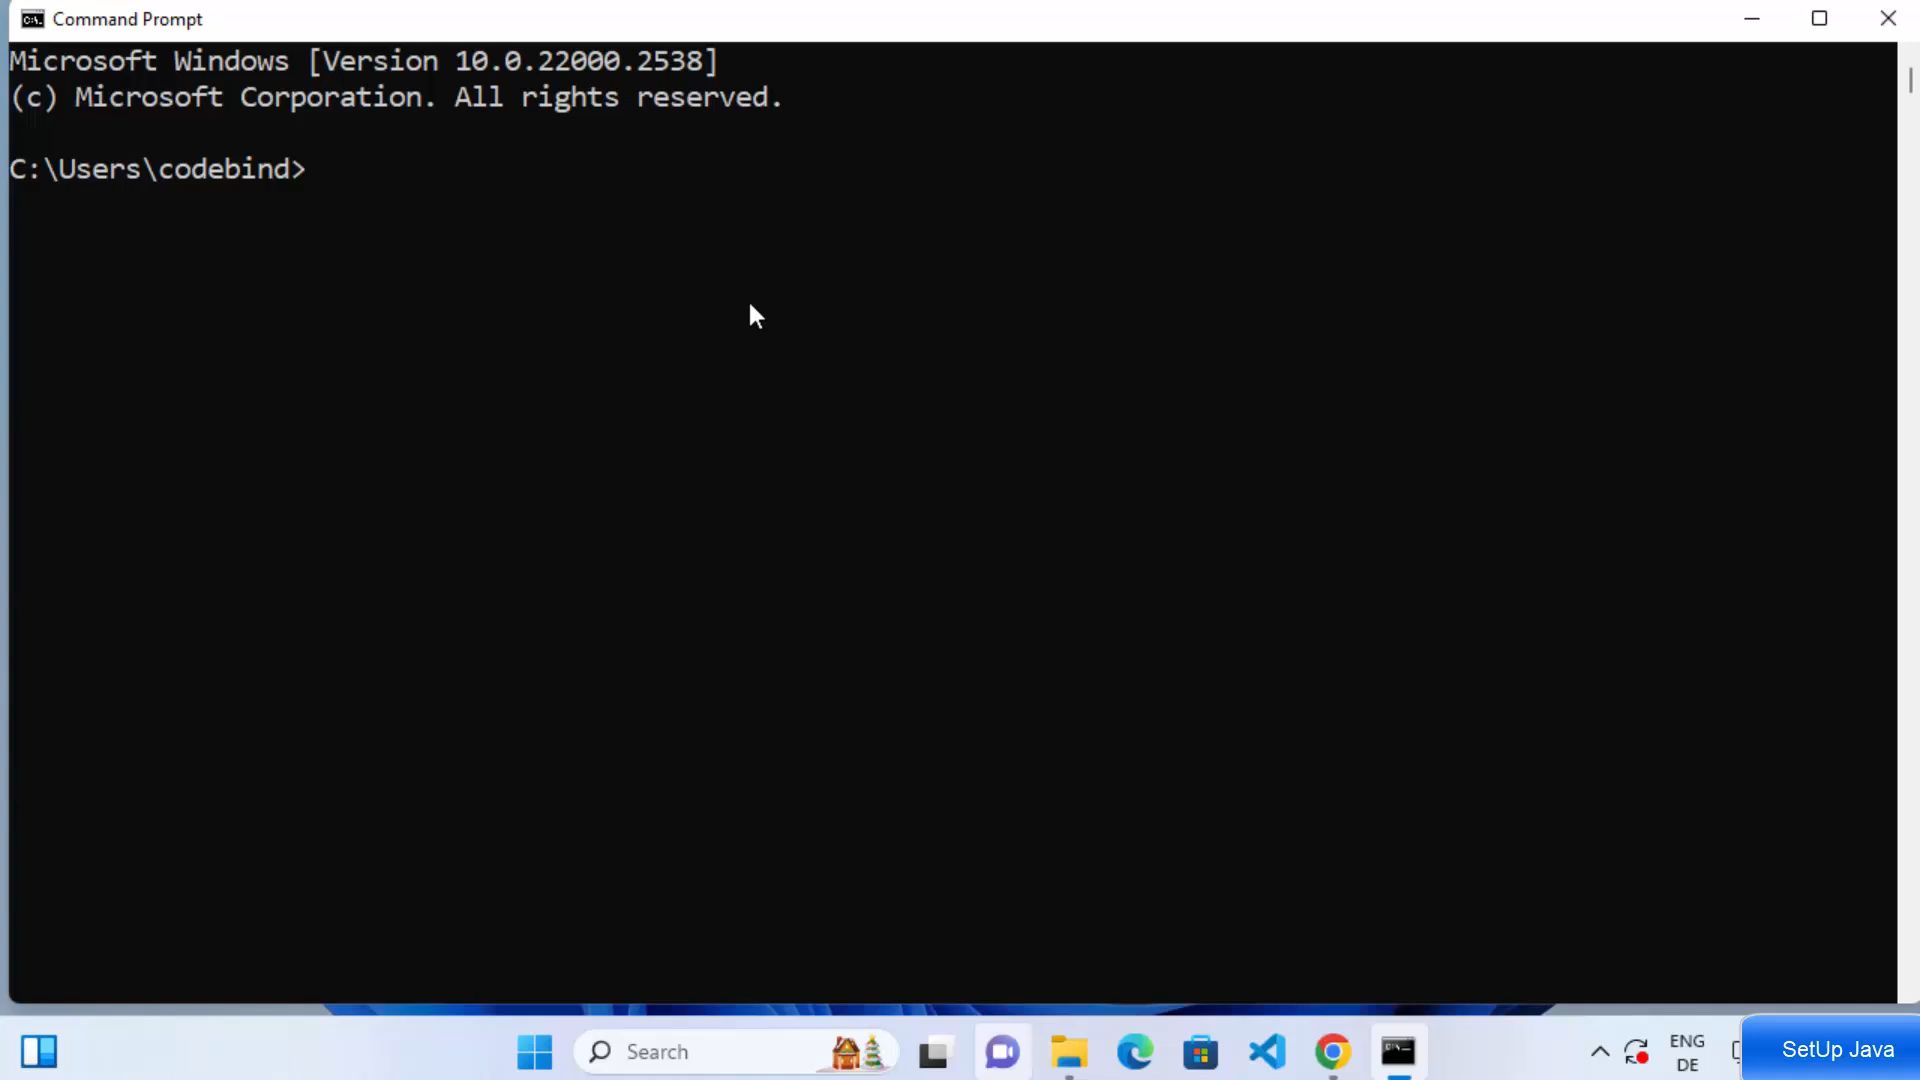 Command Prompt
Microsoft Windows [Version 10.0.22000.2538]
(c) Microsoft Corporation. All rights reserved.
C:\Users\codebind>
Search
ENG
DE
SetUp Java